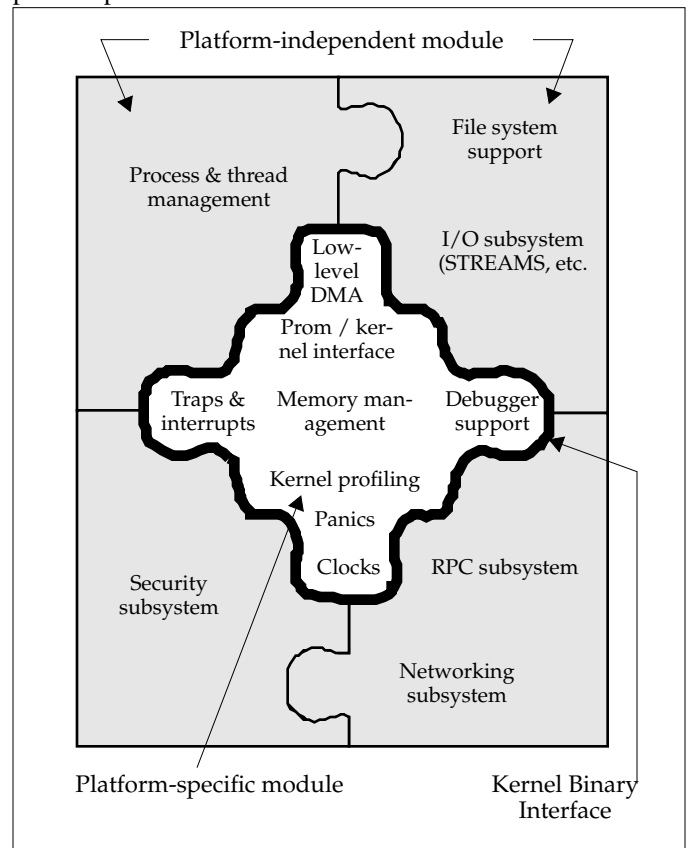 Platform-independent module
File system
support
Process & thread
management
I/O subsystem
(STREAMS, etc.
Low-
level
DMA
Prom / ker-
nel interface
Traps &
interrupts
Memory man-
agement
Debugger
support
Kernel profiling
Panics
Clocks
RPC subsystem
Security
subsystem
Networking
subsystem
Platform-specific module
Kernel Binary
Interface